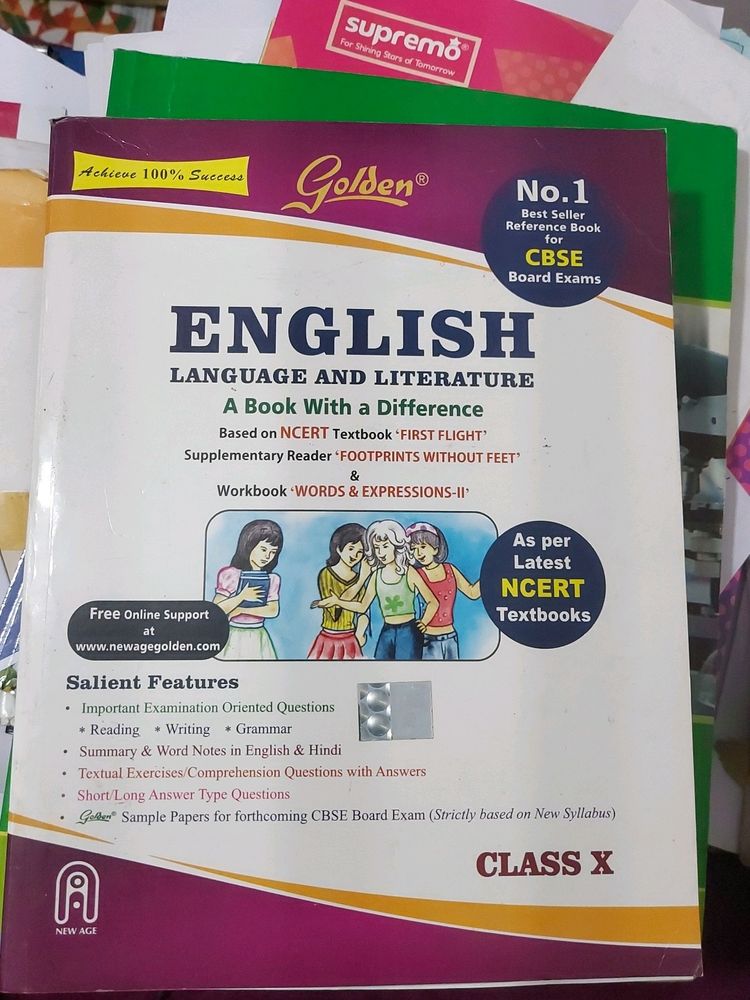 supremo®
For Shining Stars of Tomorrow
Achieve 100% Success
Golden®
No.1
Best Seller
Reference Book
for
CBSE
Board Exams
ENGLISH
LANGUAGE AND LITERATURE
A Book With a Difference
Based on NCERT Textbook ‘FIRST FLIGHT’
Supplementary Reader ‘FOOTPRINTS WITHOUT FEET’
&
Workbook ‘WORDS & EXPRESSIONS-II’
As per
Latest
NCERT
Textbooks
Free Online Support
at
www.newagegolden.com
Salient Features
• Important Examination Oriented Questions
* Reading * Writing * Grammar
• Summary & Word Notes in English & Hindi
• Textual Exercises/Comprehension Questions with Answers
• Short/Long Answer Type Questions
• Golden® Sample Papers for forthcoming CBSE Board Exam (Strictly based on New Syllabus)
CLASS X
NEW AGE